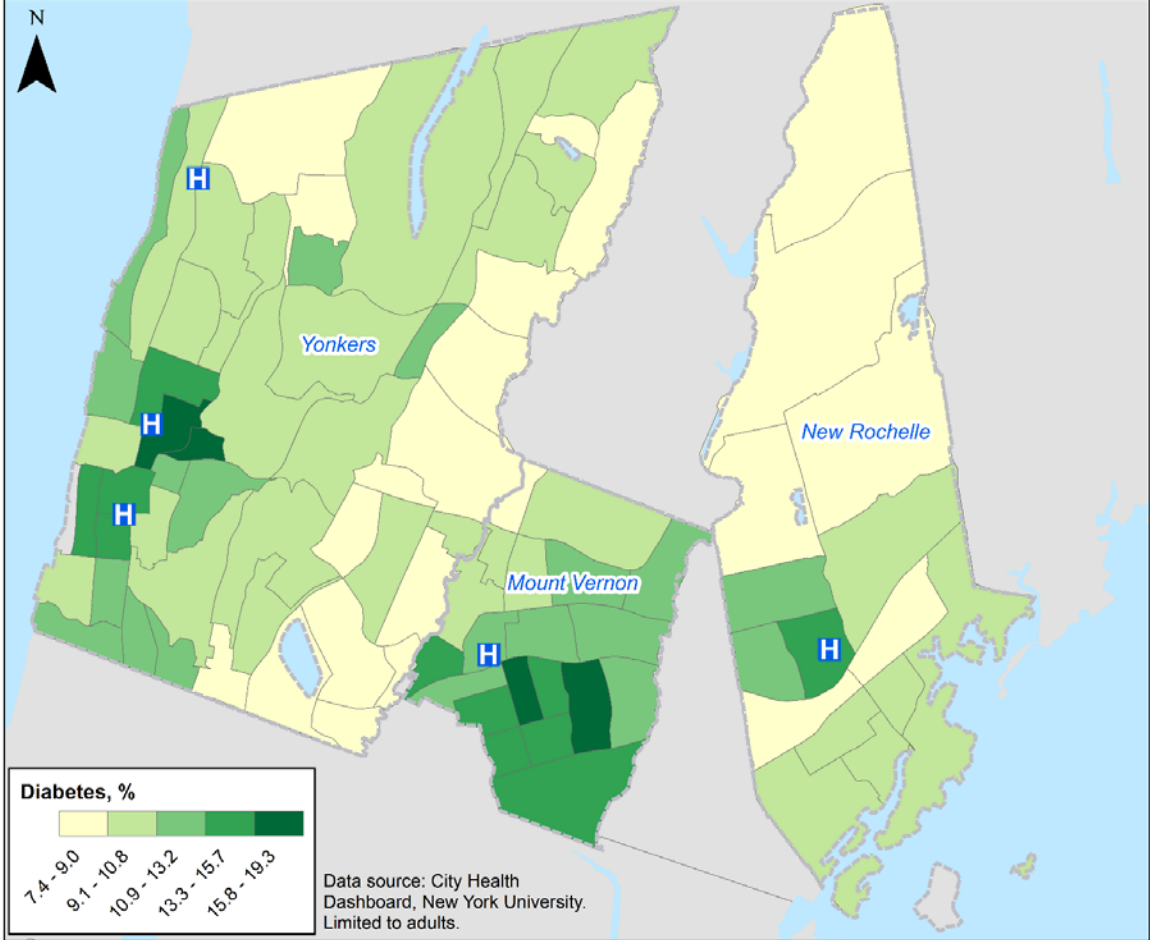 N
H
Yonkers
H
New Rochelle
H
Mount Vernon
H
H
Diabetes, %
7.4 - 9.0
9.1 - 10.8
10.9 - 13.2
13.3 - 15.7
15.8 - 19.3
Data source: City Health
Dashboard, New York University.
Limited to adults.